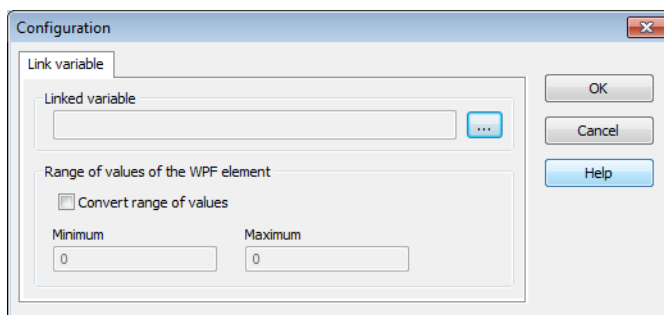 Configuration
Link variable
Linked variable
...
Range of values of the WPF element
Convert range of values
Minimum Maximum
0 0
OK
Cancel
Help